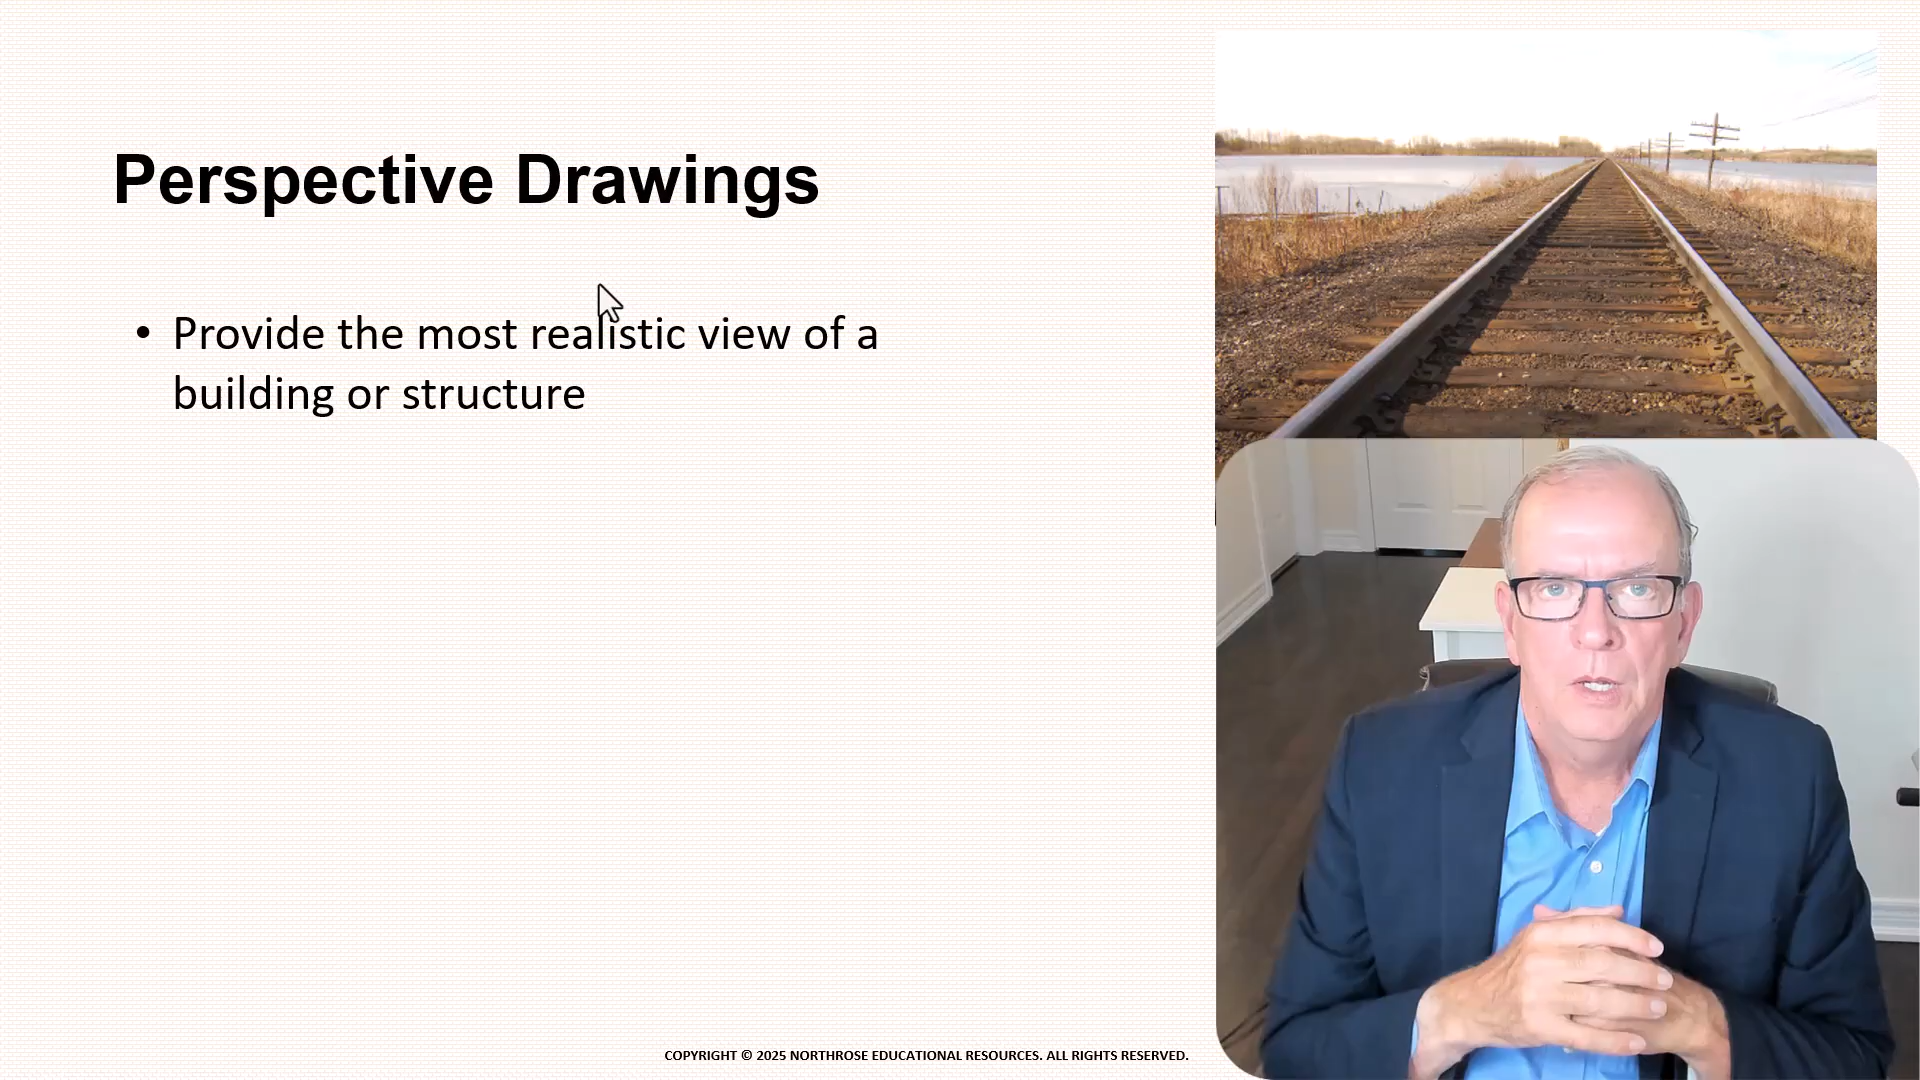 Perspective Drawings
• Provide the most realistic view of a
building or structure
COPYRIGHT © 2025 NORTHROSE EDUCATIONAL RESOURCES. ALL RIGHTS RESERVED.